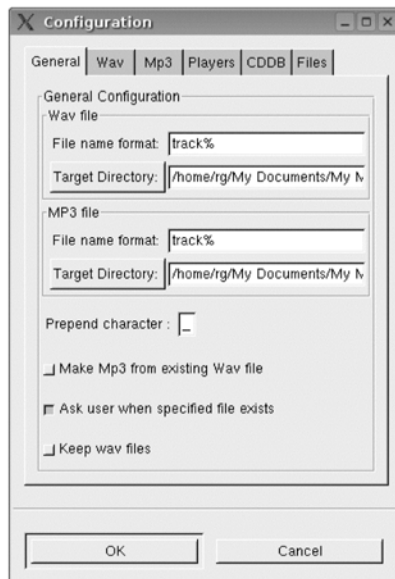 Configuration
General Wav Mp3 Players CDDB Files
General Configuration
Wav file
File name format: track%
Target Directory: /home/rg/My Documents/My M
MP3 file
File name format: track%
Target Directory: /home/rg/My Documents/My M
Prepend character : _
Make Mp3 from existing Wav file
Ask user when specified file exists
Keep wav files
OK Cancel